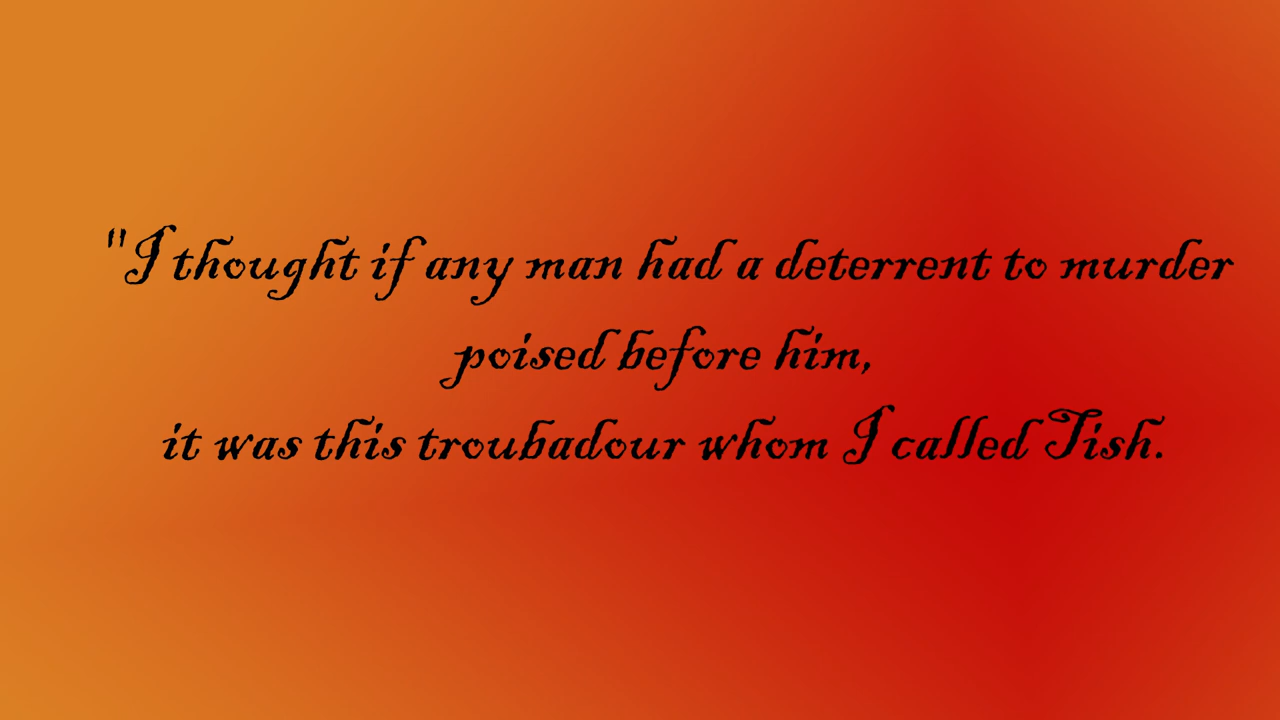 "I thought if any man had a deterrent to murder
poised before him,
it was this troubadour whom I called Tish.